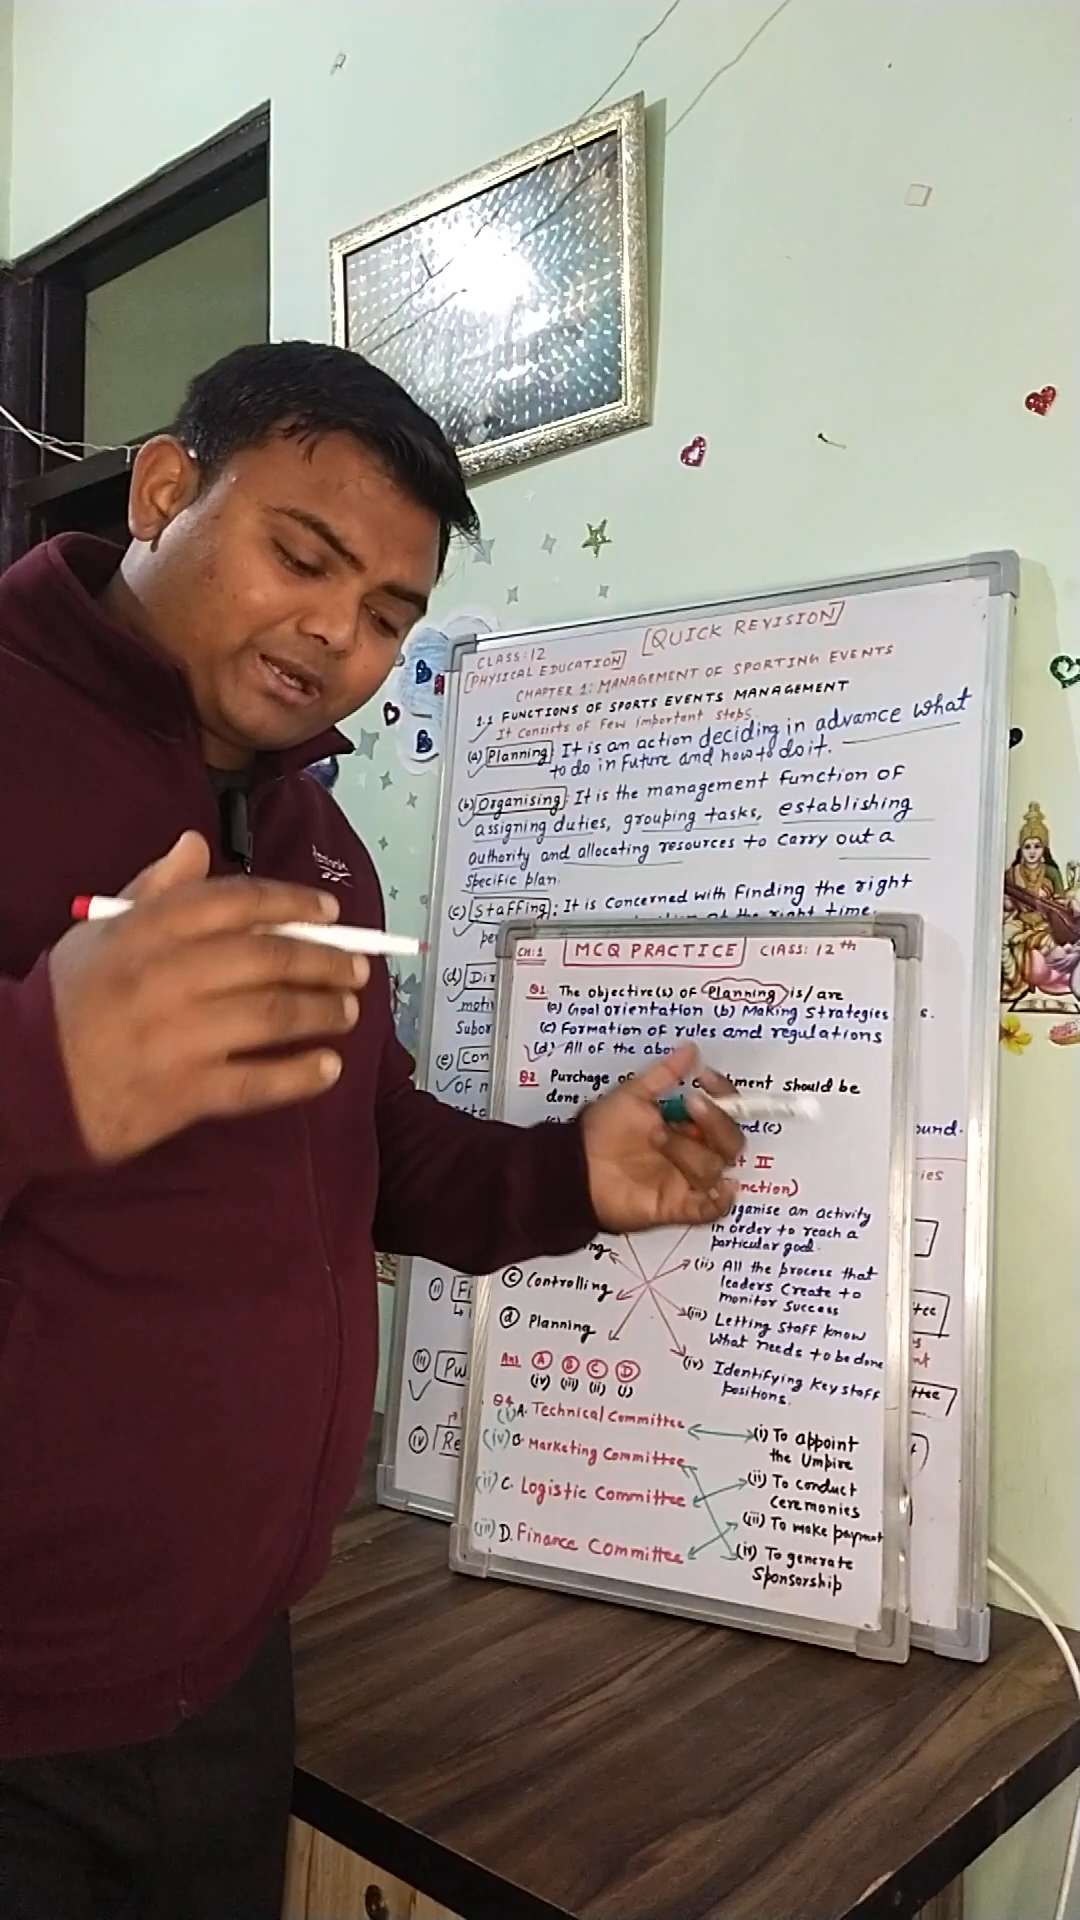 [QUICK REVISION]
CLASS:12
[PHYSICAL EDUCATION]
CHAPTER 1: MANAGEMENT OF SPORTING EVENTS
1.1 FUNCTIONS OF SPORTS EVENTS MANAGEMENT
It consists of Few important steps.
(a) Planning: It is an action deciding in advance what
to do in Future and how to do it.
(b) Organising: It is the management function of
assigning duties, grouping tasks, establishing
authority and allocating resources to carry out a
specific plan.
(c) Staffing: It is concerned with Finding the right
right time.
(d)
(e)
OF
(ii)
(iii)
(iv)
CH:1 MCQ PRACTICE CLASS: 12th
Q1 The objective(s) of Planning is/are
(a) Goal orientation (b) Making Strategies
(c) Formation of rules and regulations
(d) All of the
Q2 Purchage of should be
done:
and (c)
II
organise an activity
in order to reach a
particular goal.
(c) Controlling
(ii) All the process that
leaders create to
monitor success
(d) Planning
(iii) Letting staff know
what needs to be done
(iv) Identifying key staff
positions.
Ans (A) (B) (C) (D)
(iv) (iii) (ii) (i)
Q4
(i) A. Technical Committee
(i) To appoint
the Umpire
(iv) B. Marketing Committee
(ii) C. Logistic Committee
(ii) To conduct
ceremonies
(iii) To make payment
(iii) D. Finance Committee
(iv) To generate
Sponsorship